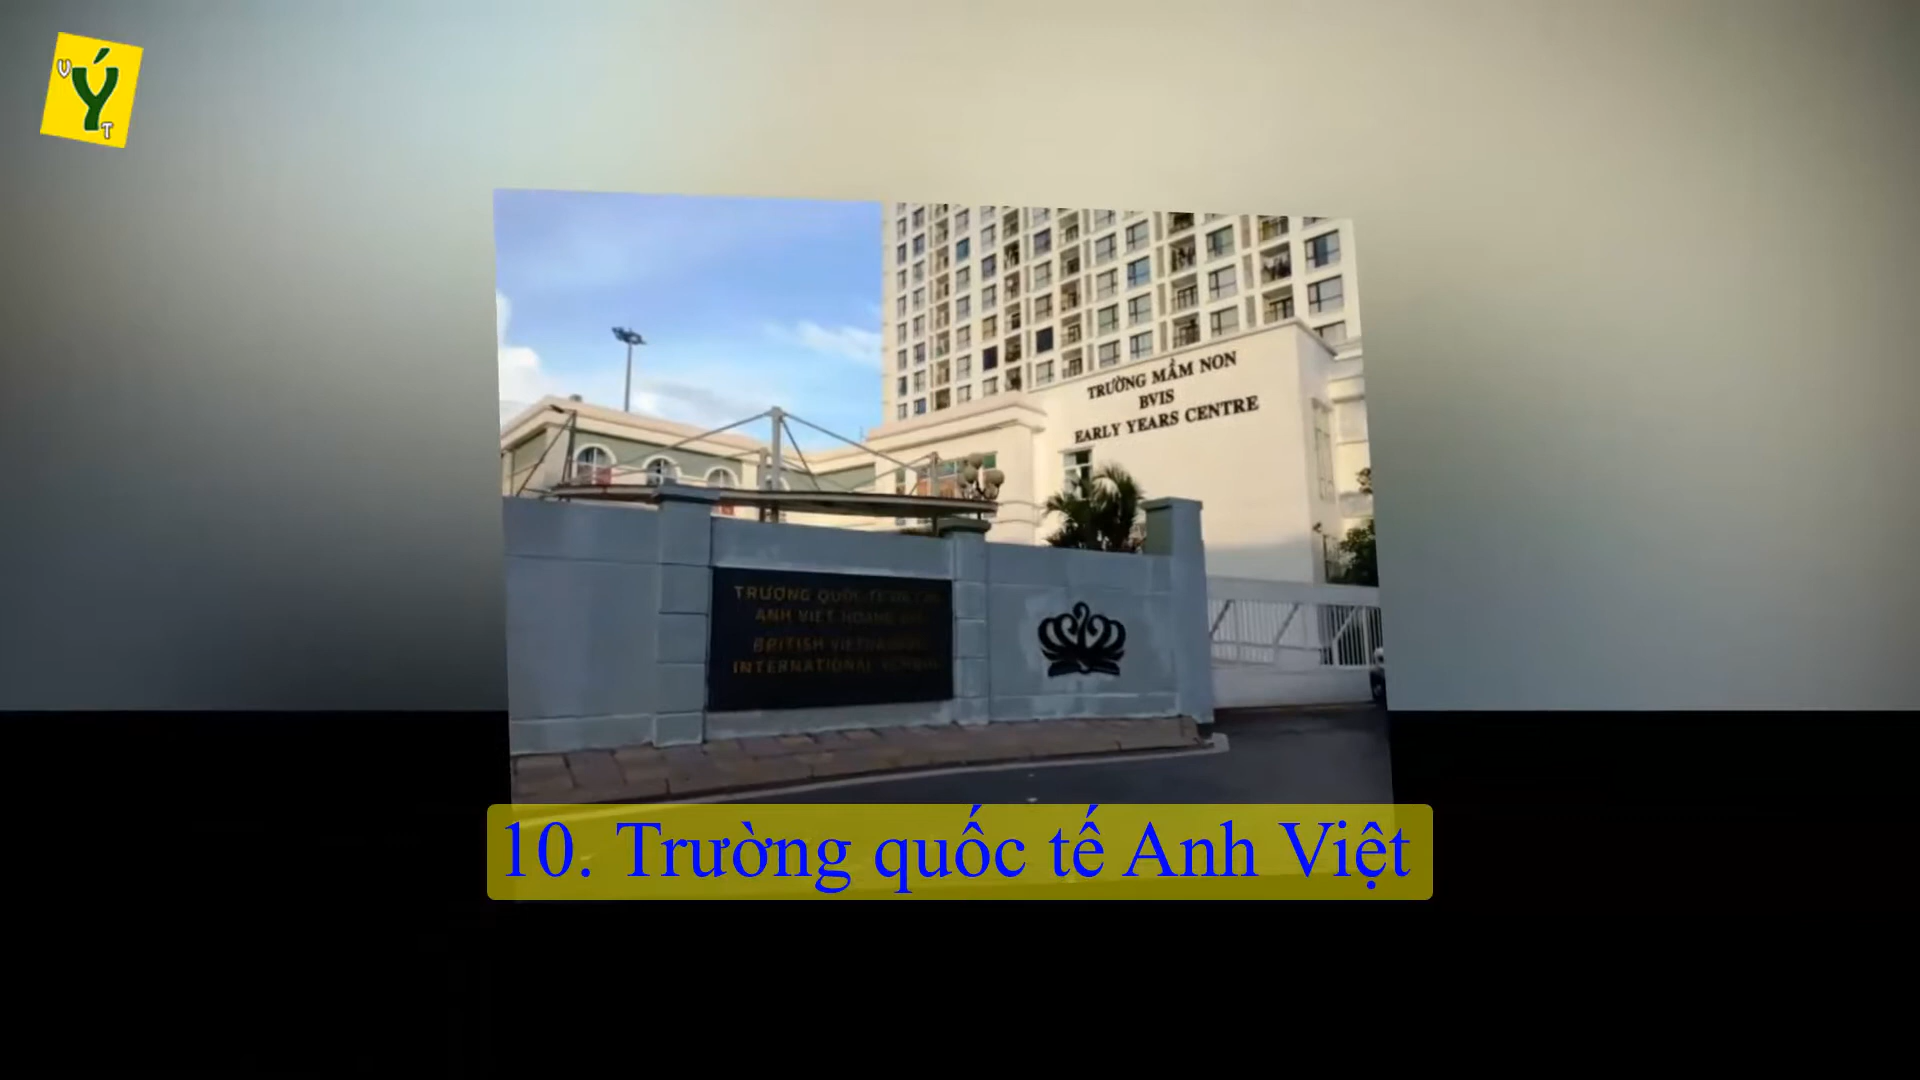 V
Ý
T
TRƯỜNG MẦM NON
BVIS
EARLY YEARS CENTRE
TRƯỜNG QUỐC TẾ
ANH VIỆT
BRITISH
INTERNATIONAL
10. Trường quốc tế Anh Việt